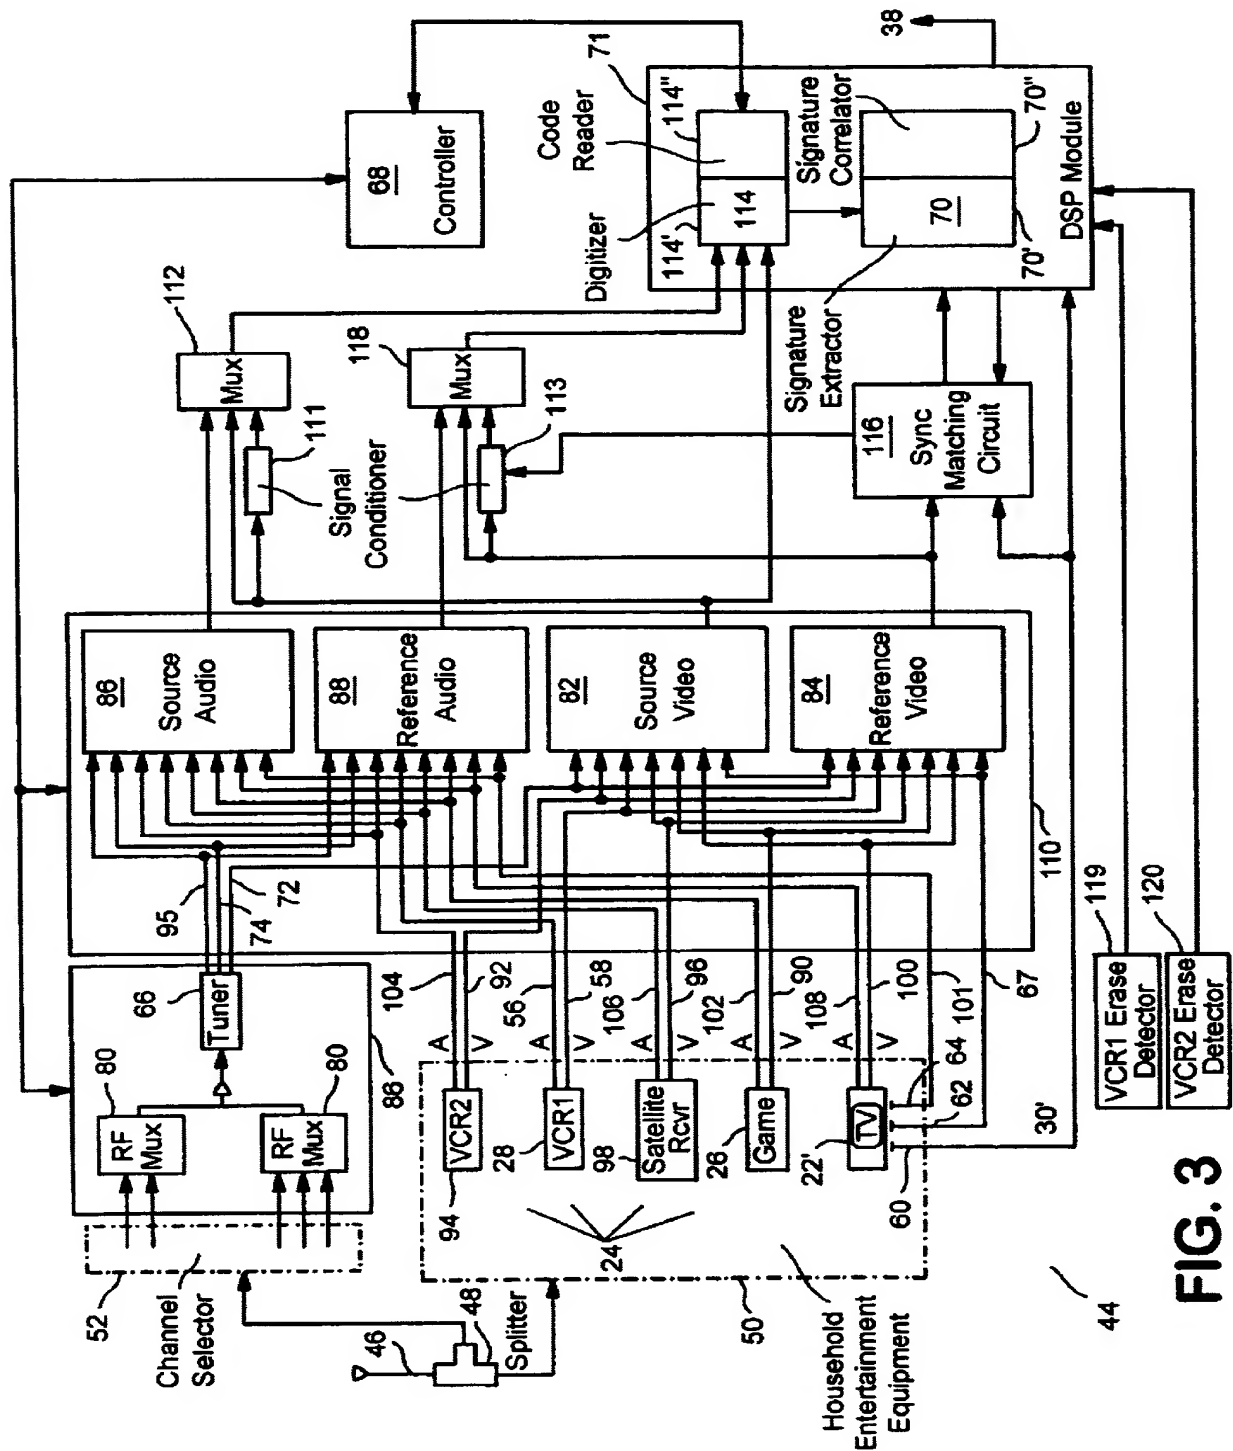 38
71
Code
Reader
114"
Signature
Correlator
70"
114
114'
70
70'
DSP Module
Digitizer
Signature
Extractor
68
Controller
112
Mux
118
Mux
111
Signal
Conditioner
113
116
Sync
Matching
Circuit
86
Source
Audio
88
Reference
Audio
82
Source
Video
84
Reference
Video
110
95
74
72
66
Tuner
80
RF
Mux
80
RF
Mux
86
52
Channel
Selector
46
48
Splitter
104
92
56
58
106
96
102
90
108
100
101
67
A
V
A
V
A
V
A
V
A
V
94
VCR2
28
VCR1
98
Satellite
Rcvr
26
Game
22'
TV
64
62
60
30'
24
50
Household
Entertainment
Equipment
119
VCR1 Erase
Detector
120
VCR2 Erase
Detector
44
FIG. 3